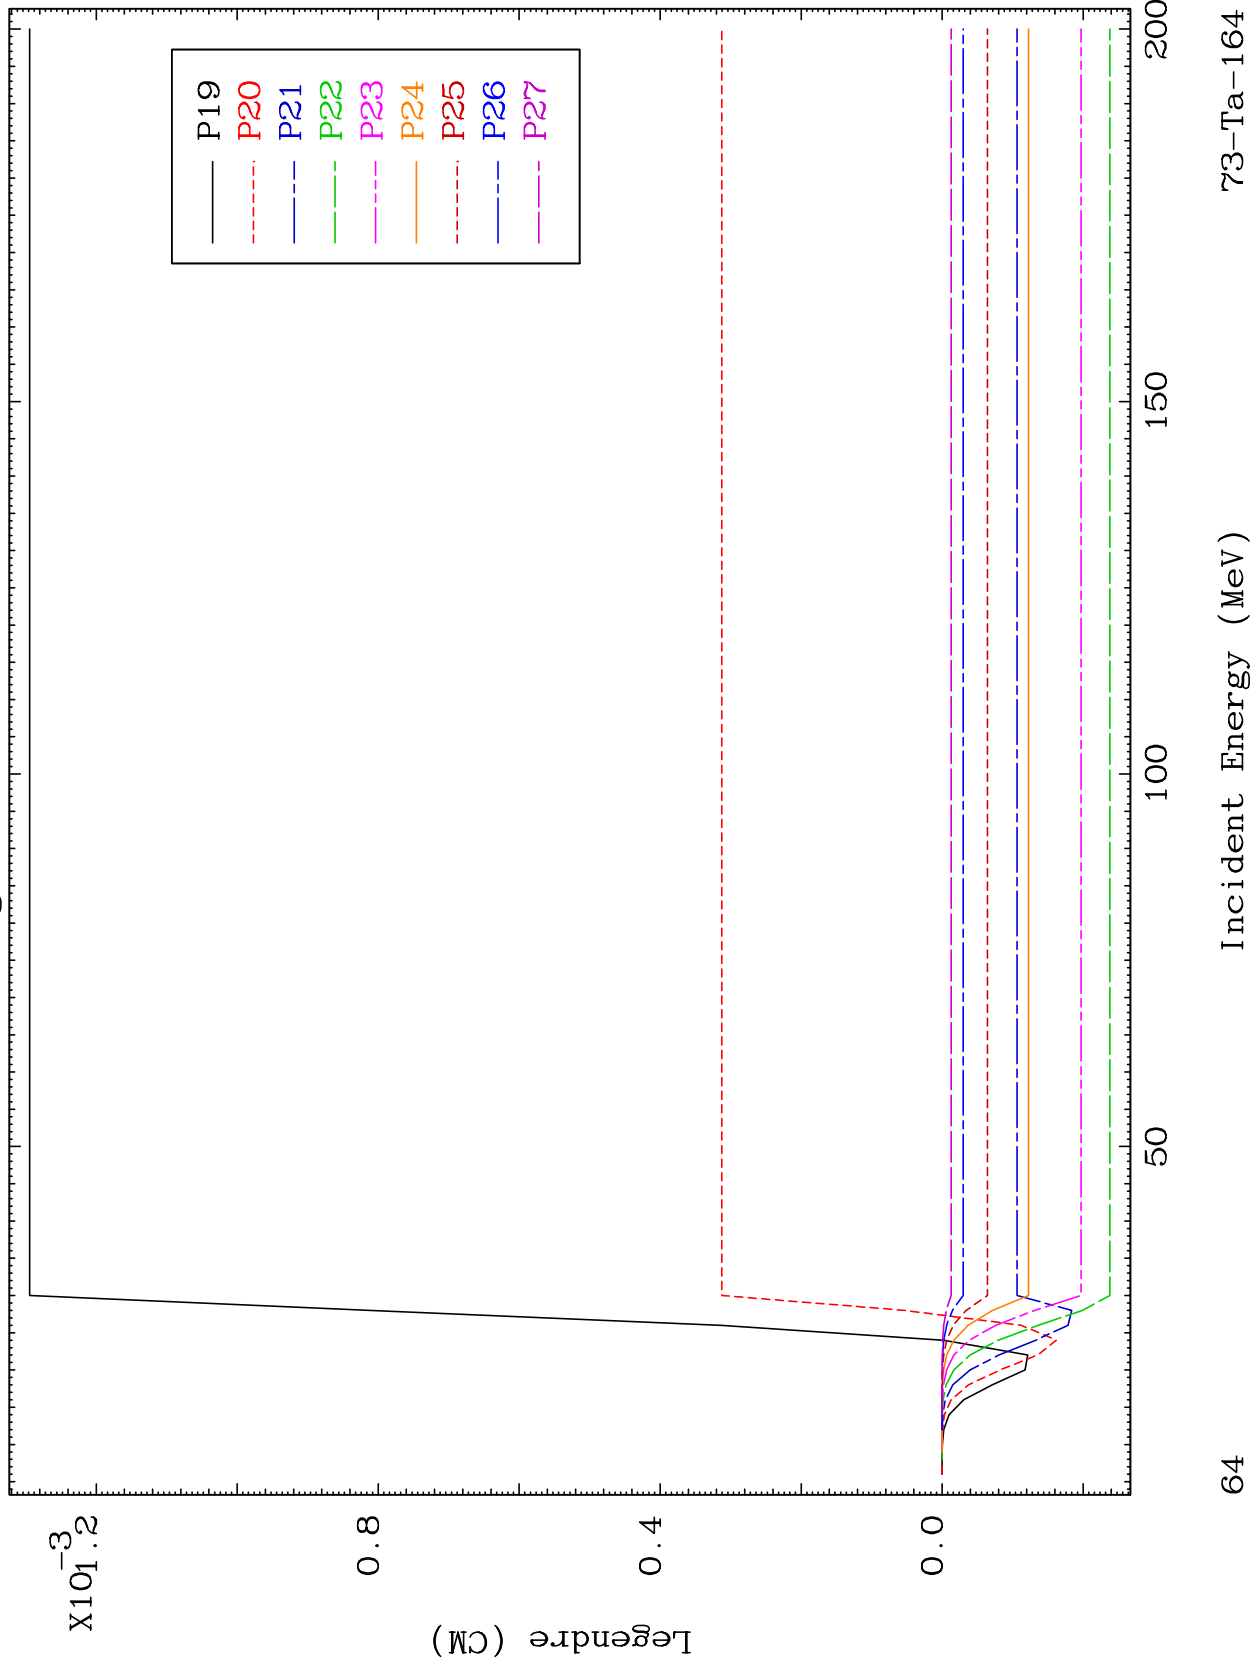 X10-3
1.2
0.8
0.4
0.0
Legendre (CM)
P19
P20
P21
P22
P23
P24
P25
P26
P27
50
100
150
200
64
Incident Energy (MeV)
73-Ta-164